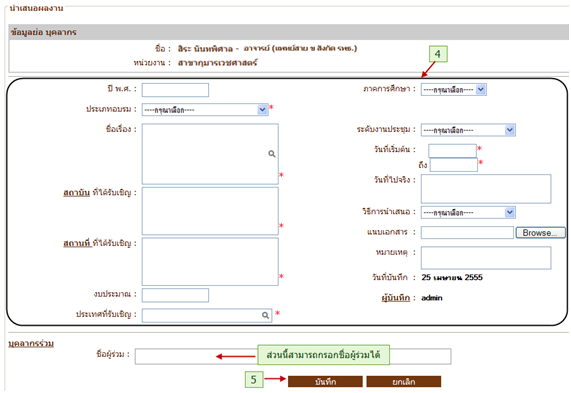 นำเสนอผลงาน
ข้อมูลย่อ บุคลากร
ชื่อ : สิระ นันทพิศาล - อาจารย์ (แพทย์สาย ข สังกัด รพธ.)
หน่วยงาน : สาขากุมารเวชศาสตร์
4
ปี พ.ศ. :
ภาคการศึกษา : ----กรุณาเลือก----
ประเภทอบรม : ----กรุณาเลือก---- *
ชื่อเรื่อง : *
ระดับงานประชุม : ----กรุณาเลือก----
วันที่เริ่มต้น : *
ถึง *
วันที่ไปจริง :
สถาบัน ที่ได้รับเชิญ : *
วิธีการนำเสนอ : ----กรุณาเลือก----
แนบเอกสาร : Browse...
สถานที่ ที่ได้รับเชิญ : *
หมายเหตุ :
วันที่บันทึก : 25 เมษายน 2555
งบประมาณ :
ผู้บันทึก : admin
ประเทศที่รับเชิญ : *
บุคลากรร่วม
ชื่อผู้ร่วม : ส่วนนี้สามารถกรอกชื่อผู้ร่วมได้
5
บันทึก ยกเลิก